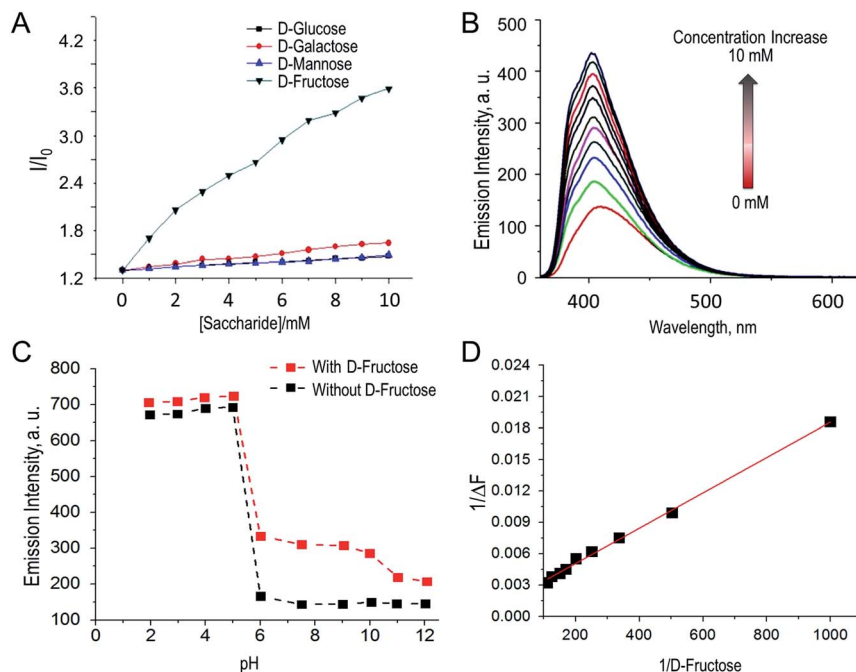 A
4.2
3.6
3.0
2.4
1.8
1.2
I/I0
0
2
4
6
8
10
[Saccharide]/mM
D-Glucose
D-Galactose
D-Mannose
D-Fructose
B
500
400
300
200
100
0
Emission Intensity, a. u.
400
500
600
Wavelength, nm
Concentration Increase
10 mM
0 mM
C
800
700
600
500
400
300
200
100
Emission Intensity, a. u.
0
2
4
6
8
10
12
pH
With D-Fructose
Without D-Fructose
D
0.024
0.021
0.018
0.015
0.012
0.009
0.006
0.003
0.000
1/ΔF
200
400
600
800
1000
1/D-Fructose